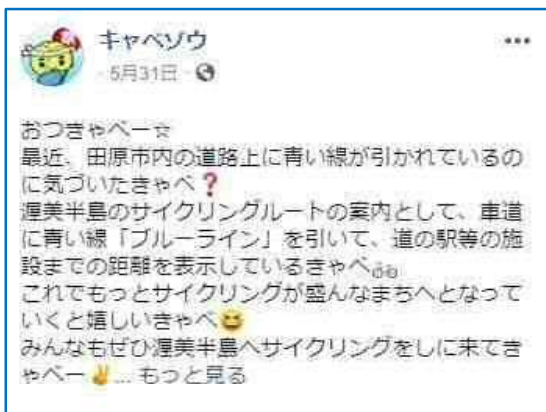 キャベゾウ
5月31日
おつきゃべー☆
最近、田原市内の道路上に青い線が引かれているの
に気づいたきゃべ❓
渥美半島のサイクリングルートの案内として、車道
に青い線「ブルーライン」を引いて、道の駅等の施
設までの距離を表示しているきゃべ🚲
これでもっとサイクリングが盛んなまちへとなって
いくと嬉しいきゃべ😆
みんなもぜひ渥美半島へサイクリングをしに来てき
ゃべー✌... もっと見る